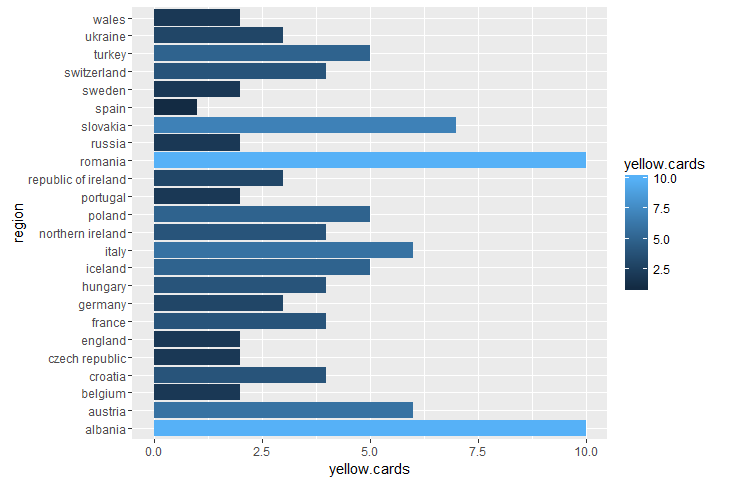 wales
ukraine
turkey
switzerland
sweden
spain
slovakia
russia
romania
republic of ireland
portugal
poland
northern ireland
italy
iceland
hungary
germany
france
england
czech republic
croatia
belgium
austria
albania
region
0.0 2.5 5.0 7.5 10.0
yellow.cards
yellow.cards
10.0
7.5
5.0
2.5